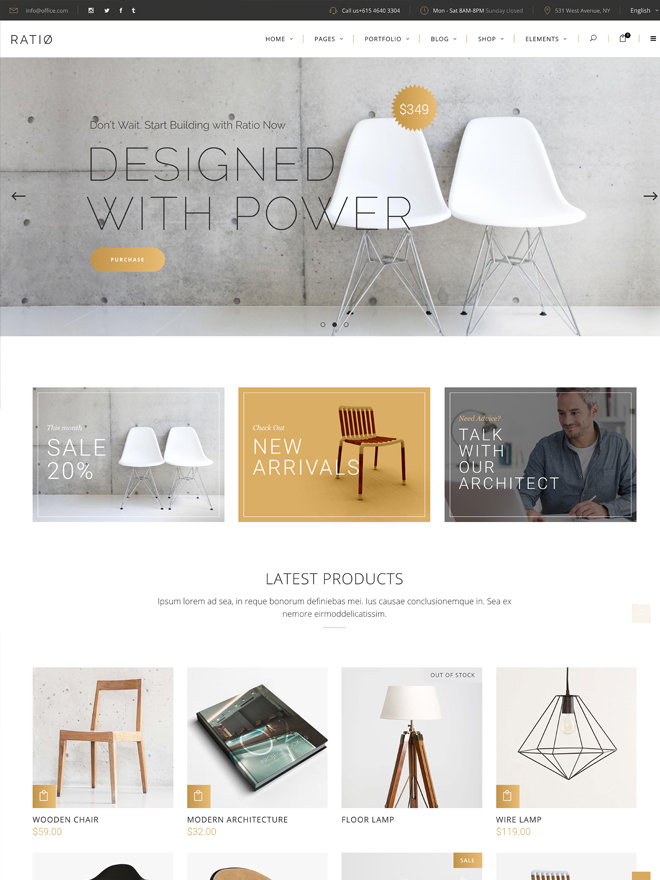 info@office.com
Call us+615 4640 3304
Mon - Sat 8AM-8PM Sunday closed
531 West Avenue, NY
English
RATIØ
HOME
PAGES
PORTFOLIO
BLOG
SHOP
ELEMENTS
$349
Don't Wait. Start Building with Ratio Now
DESIGNED
WITH POWER
PURCHASE
This month
SALE
20%
Check Out
NEW
ARRIVALS
Need Advice?
TALK
WITH
OUR
ARCHITECT
LATEST PRODUCTS
Ipsum lorem ad sea, in reque bonorum definiebas mei. Ius causae conclusionemque in. Sea ex
nemore eirmoddelicatissim.
OUT OF STOCK
WOODEN CHAIR
$59.00
MODERN ARCHITECTURE
$32.00
FLOOR LAMP
WIRE LAMP
$119.00
SALE